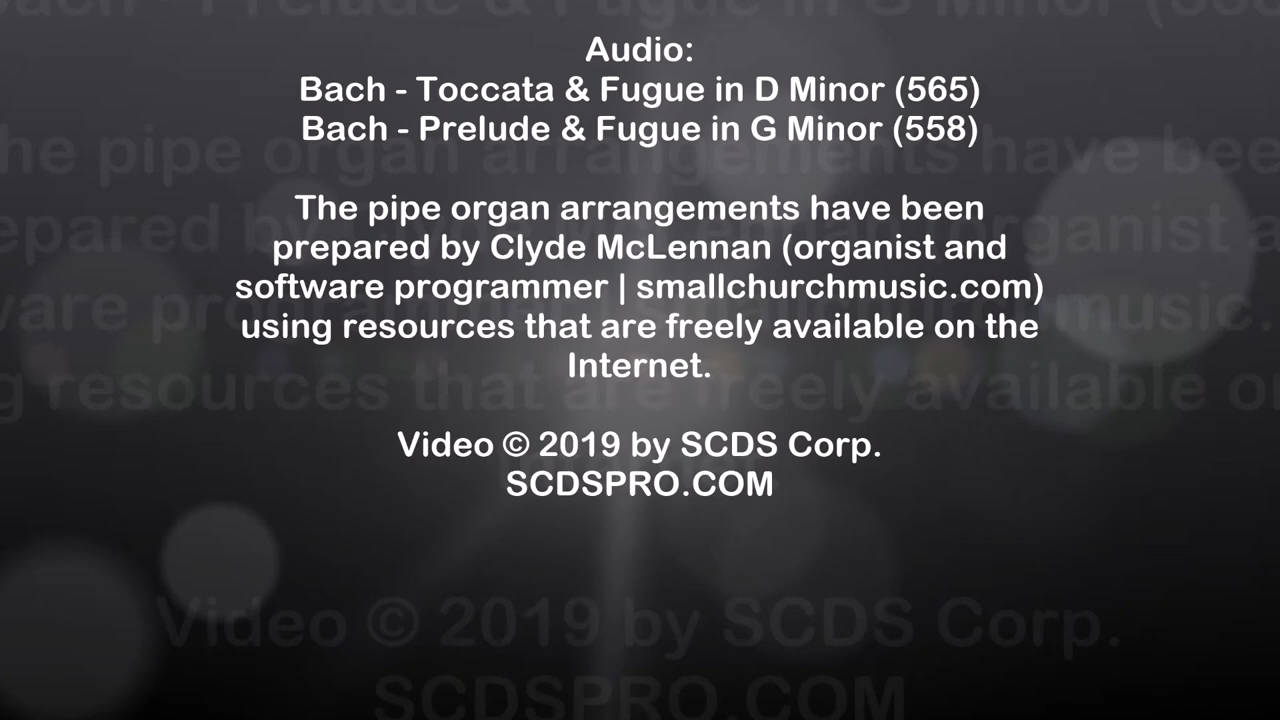 Audio:
Bach - Toccata & Fugue in D Minor (565)
Bach - Prelude & Fugue in G Minor (558)
The pipe organ arrangements have been
prepared by Clyde McLennan (organist and
software programmer | smallchurchmusic.com)
using resources that are freely available on the
Internet.
Video © 2019 by SCDS Corp.
SCDSPRO.COM